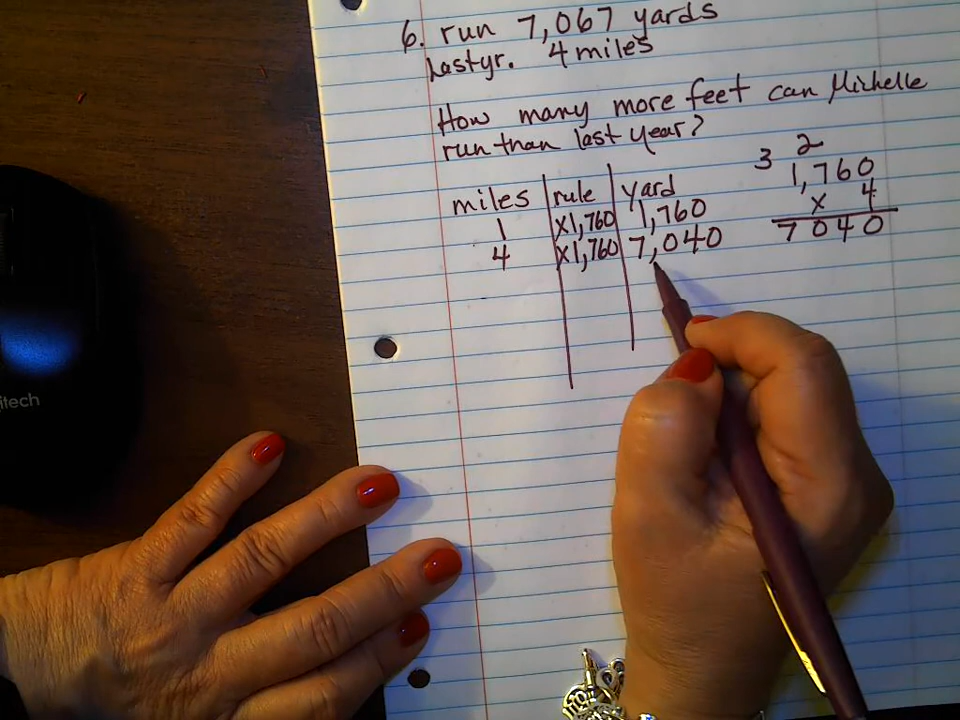 6. run 7,067 yards
Last yr. 4 miles
How many more feet can Michelle
run than last year?
miles rule yard
1 x1,760 1,760
4 x1,760 7,040
3 2
1,760
x 4
7040
itech